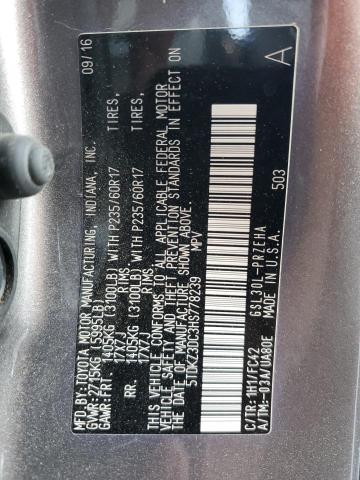 MFD. BY:
TOYOTA MOTOR MANUFACTURING, INDIANA, INC. 09/16
GVWR: 2715KG (5995LB)
GAWR: FRT. 1405KG (3100LB) WITH P235/60R17 TIRES,
17X7J RIMS
RR. 1405KG (3100LB) WITH P235/60R17 TIRES,
17X7J RIMS
THIS VEHICLE CONFORMS TO ALL APPLICABLE FEDERAL MOTOR
VEHICLE SAFETY, AND THEFT PREVENTION STANDARDS IN EFFECT ON
THE DATE OF MANUFACTURE SHOWN ABOVE.
5TDKZ3DC3HS778239 MPV
A
C/TR: 1H1/FC42 GSL30L-PRZEHA
A/TM: -03A/UA80E MADE IN U.S.A. 503